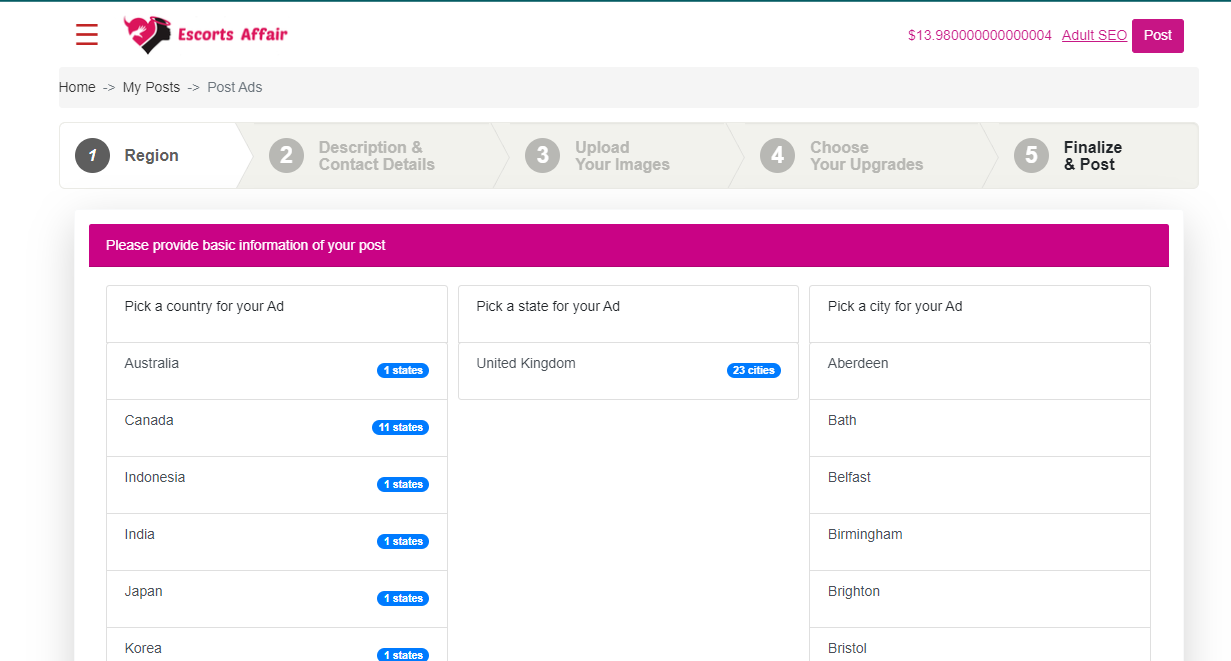 Escorts Affair
$13.980000000000004 Adult SEO Post
Home -> My Posts -> Post Ads
1 Region
2 Description &
Contact Details
3 Upload
Your Images
4 Choose
Your Upgrades
5 Finalize
& Post
Please provide basic information of your post
Pick a country for your Ad
Australia 1 states
Canada 11 states
Indonesia 1 states
India 1 states
Japan 1 states
Korea 1 states
Pick a state for your Ad
United Kingdom 23 cities
Pick a city for your Ad
Aberdeen
Bath
Belfast
Birmingham
Brighton
Bristol